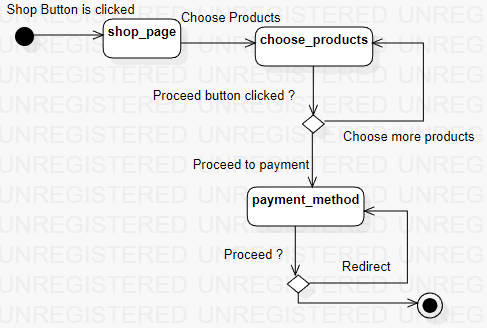 Shop Button is clicked
shop_page
Choose Products
choose_products
Proceed button clicked ?
Choose more products
Proceed to payment
payment_method
Proceed ?
Redirect
UNREGISTERED